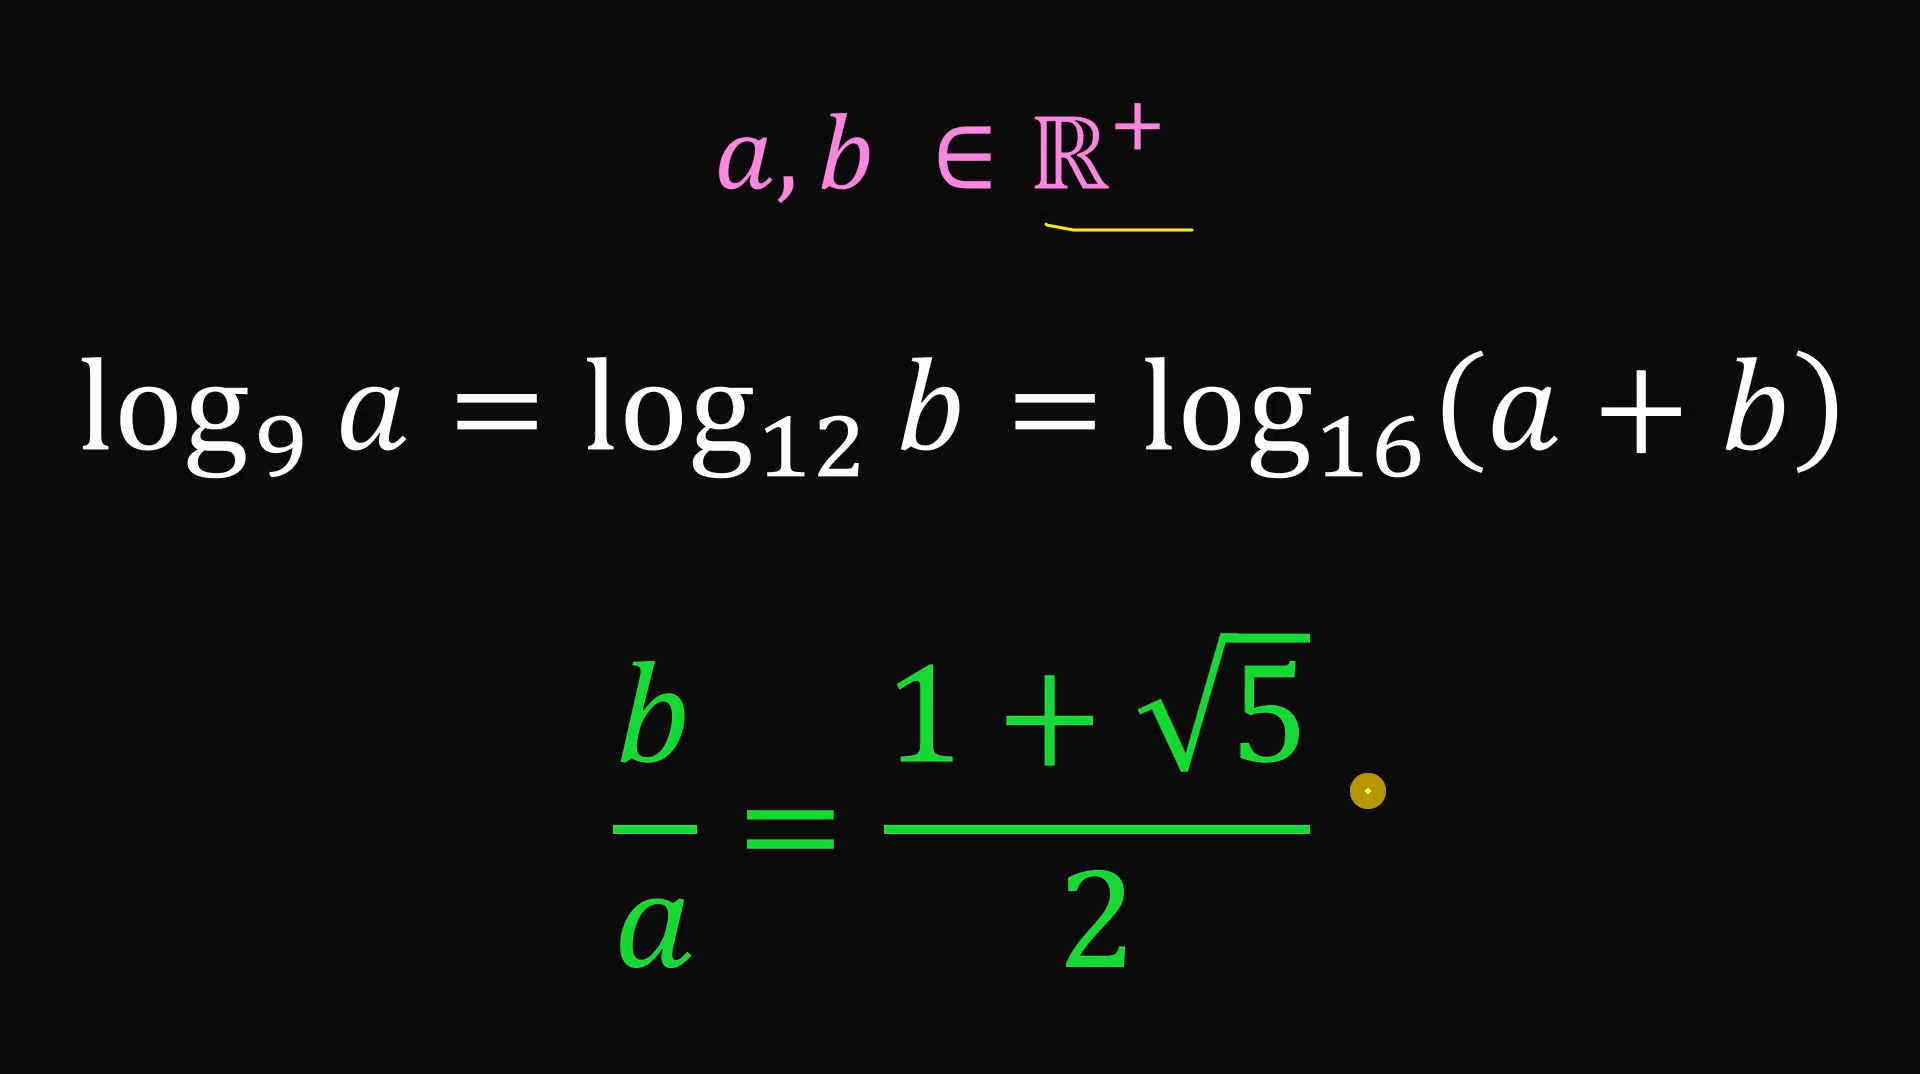 a, b ∈ ℝ⁺
log₉ a = log₁₂ b = log₁₆(a + b)
b/a = (1 + √5)/2